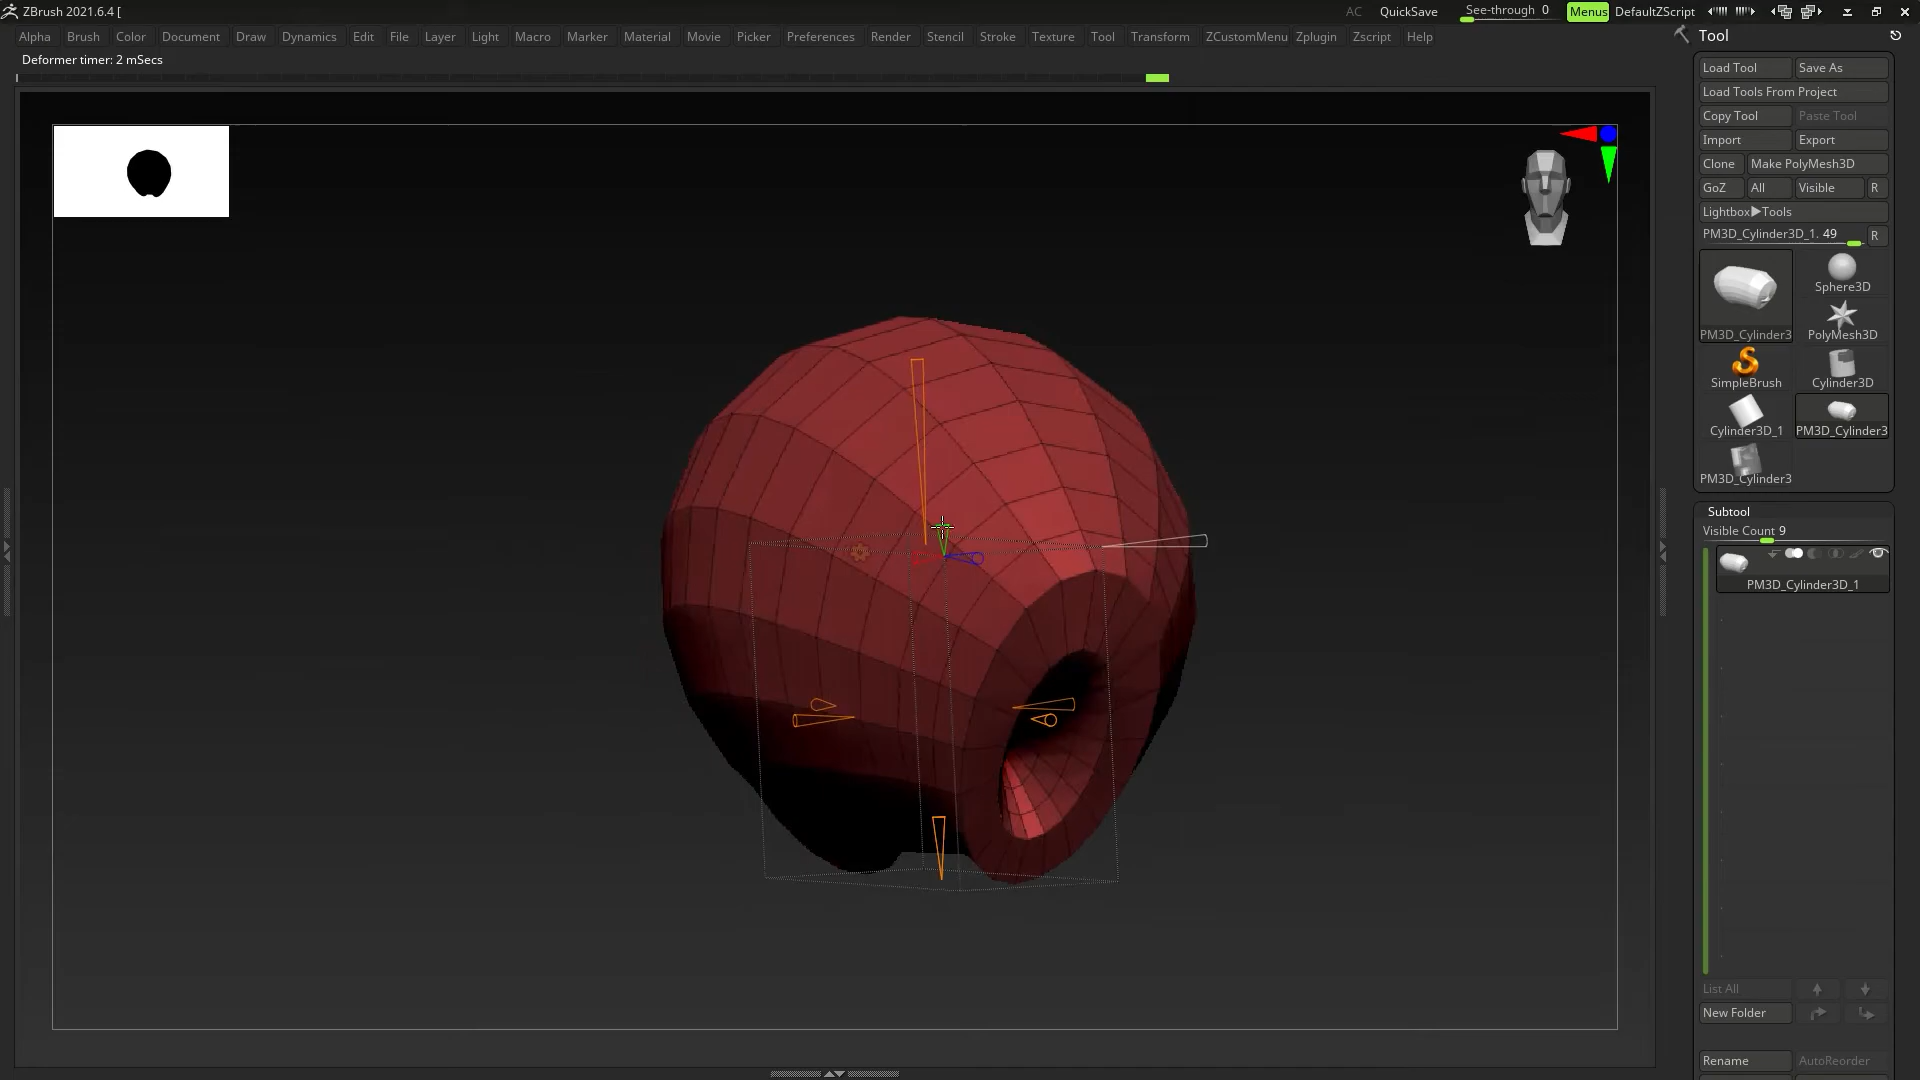 ZBrush 2021.6.4 [
AC QuickSave See-through 0 Menus DefaultZScript
Alpha Brush Color Document Draw Dynamics Edit File Layer Light Macro Marker Material Movie Picker Preferences Render Stencil Stroke Texture Tool Transform ZCustomMenu Zplugin Zscript Help
Deformer timer: 2 mSecs
Tool
Load Tool Save As
Load Tools From Project
Copy Tool Paste Tool
Import Export
Clone Make PolyMesh3D
GoZ All Visible R
Lightbox▶Tools
PM3D_Cylinder3D_1. 49 R
Sphere3D
PM3D_Cylinder3 PolyMesh3D
SimpleBrush Cylinder3D
Cylinder3D_1 PM3D_Cylinder3
PM3D_Cylinder3
Subtool
Visible Count 9
PM3D_Cylinder3D_1
List All
New Folder
Rename AutoReorder